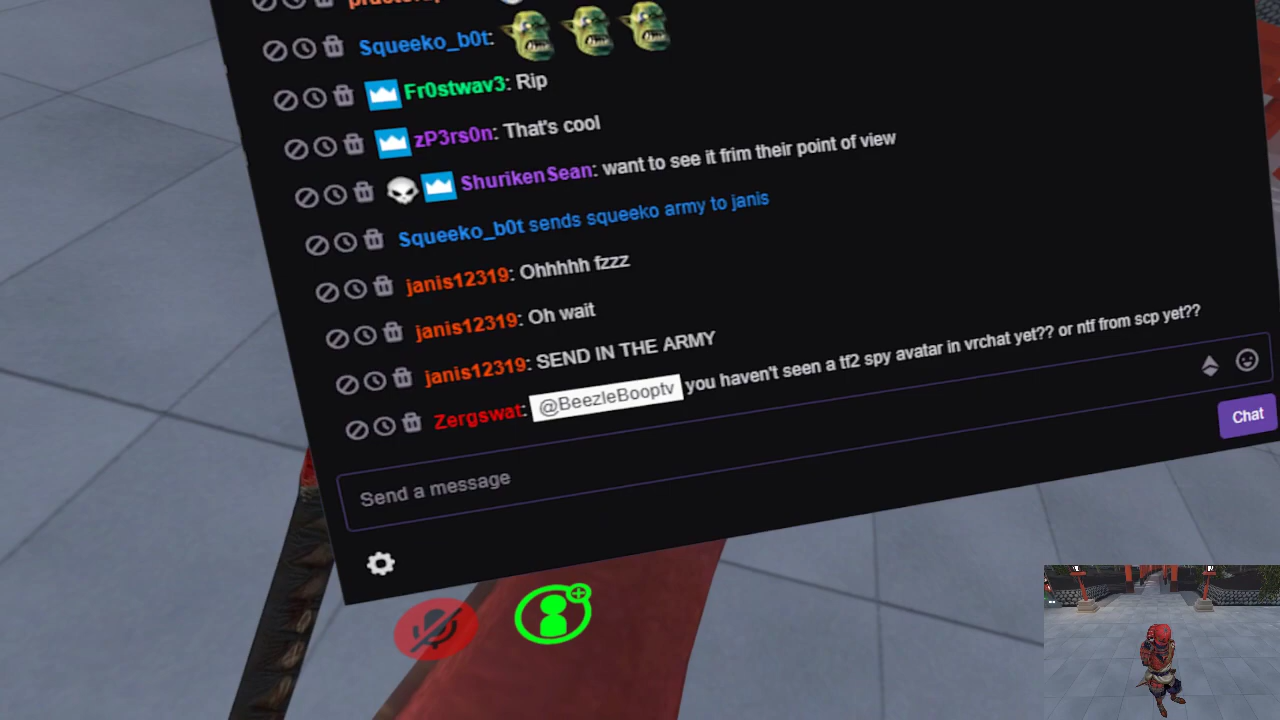 Squeeko_b0t:
Fr0stwav3: Rip
zP3rs0n: That's cool
ShurikenSean: want to see it frim their point of view
Squeeko_b0t sends squeeko army to janis
janis12319: Ohhhhh fzzz
janis12319: Oh wait
janis12319: SEND IN THE ARMY
Zergswat: @BeezleBooptv you haven't seen a tf2 spy avatar in vrchat yet?? or ntf from scp yet??
Send a message
Chat